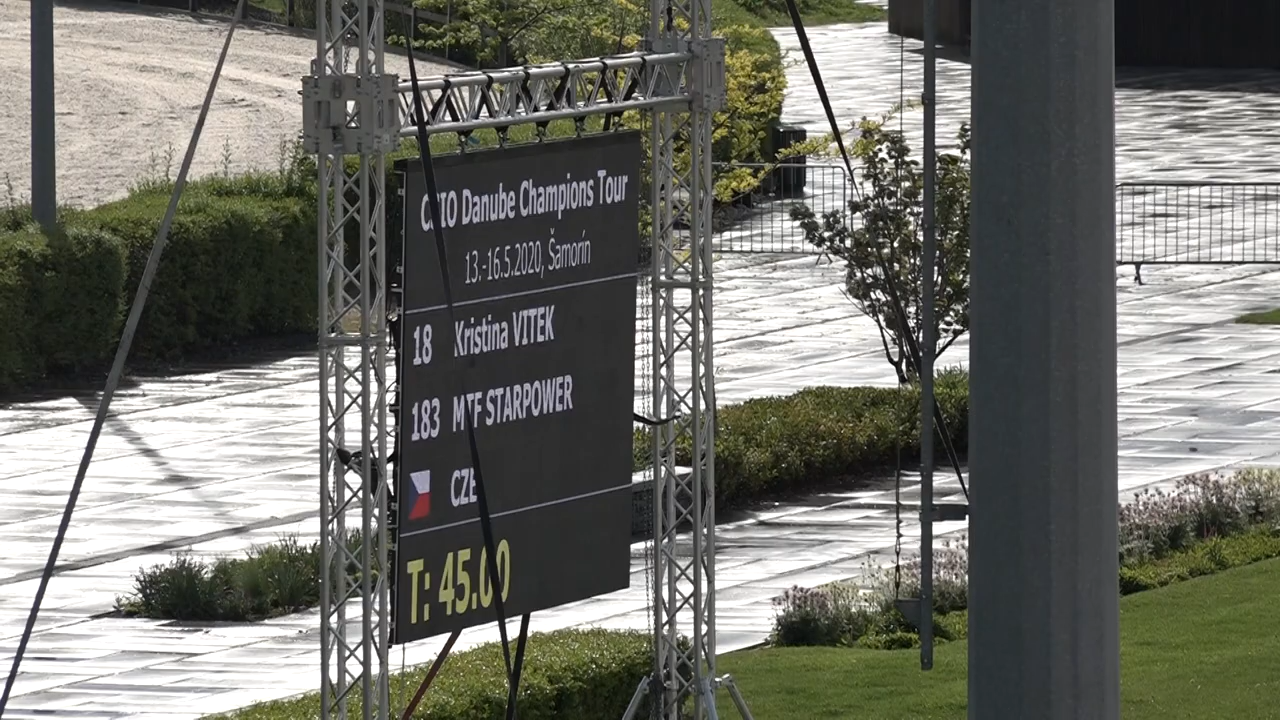 CSIO Danube Champions Tour
13.-16.5.2020, Šamorín
18 Kristina VITEK
183 MTF STARPOWER
CZE
T: 45.00